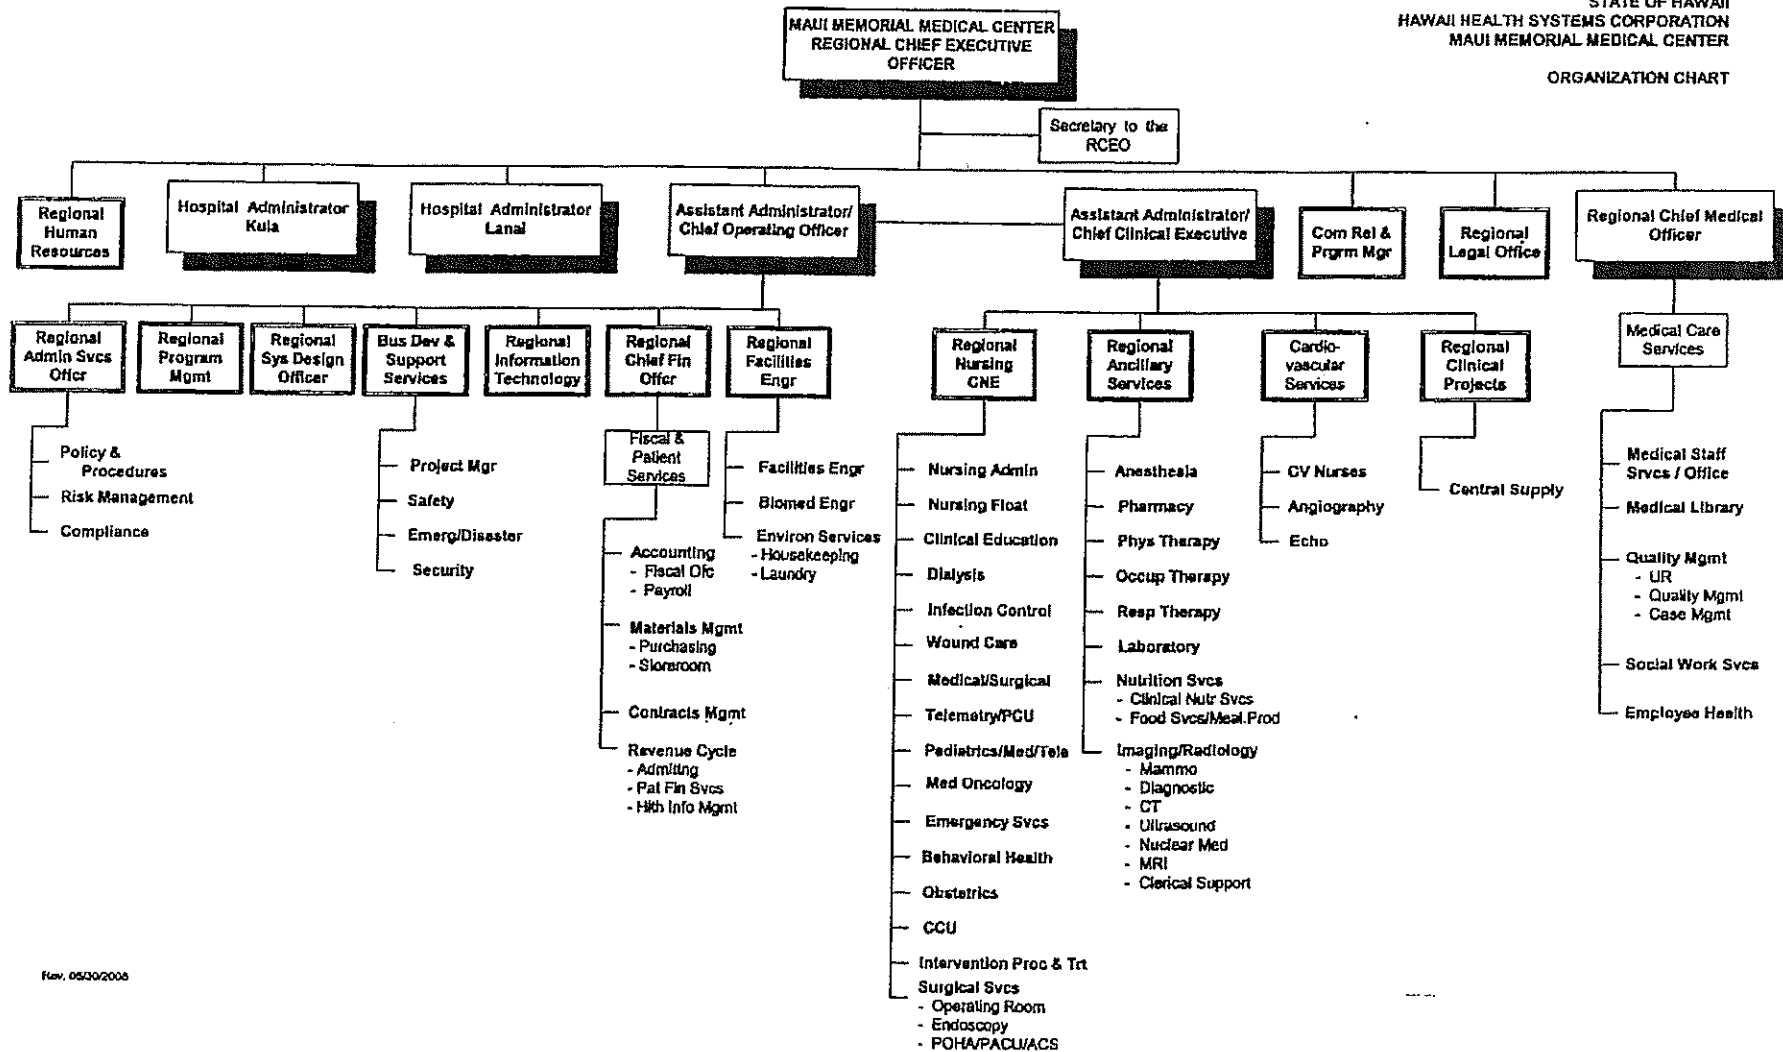 STATE OF HAWAII
HAWAII HEALTH SYSTEMS CORPORATION
MAUI MEMORIAL MEDICAL CENTER
ORGANIZATION CHART
MAUI MEMORIAL MEDICAL CENTER
REGIONAL CHIEF EXECUTIVE
OFFICER
Secretary to the
RCEO
Regional
Human
Resources
Hospital Administrator
Kula
Hospital Administrator
Lanai
Assistant Administrator/
Chief Operating Officer
Assistant Administrator/
Chief Clinical Executive
Com Rel &
Prgrm Mgr
Regional
Legal Office
Regional Chief Medical
Officer
Regional
Admin Svcs
Offcr
Regional
Program
Mgmt
Regional
Sys Design
Officer
Bus Dev &
Support
Services
Regional
Information
Technology
Regional
Chief Fin
Offcr
Regional
Facilities
Engr
Regional
Nursing
CNE
Regional
Ancillary
Services
Cardio-
vascular
Services
Regional
Clinical
Projects
Medical Care
Services
Policy &
Procedures
Risk Management
Compliance
Project Mgr
Safety
Emerg/Disaster
Security
Fiscal &
Patient
Services
Accounting
- Fiscal Ofc
- Payroll
Materials Mgmt
- Purchasing
- Storeroom
Contracts Mgmt
Revenue Cycle
- Admitting
- Pat Fin Svcs
- Hlth Info Mgmt
Facilities Engr
Biomed Engr
Environ Services
- Housekeeping
- Laundry
Nursing Admin
Nursing Float
Clinical Education
Dialysis
Infection Control
Wound Care
Medical/Surgical
Telemetry/PCU
Pediatrics/Med/Tele
Med Oncology
Emergency Svcs
Behavioral Health
Obstetrics
CCU
Intervention Proc & Trt
Surgical Svcs
- Operating Room
- Endoscopy
- POHA/PACU/ACS
Anesthesia
Pharmacy
Phys Therapy
Occup Therapy
Resp Therapy
Laboratory
Nutrition Svcs
- Clinical Nutr Svcs
- Food Svcs/Meal Prod
Imaging/Radiology
- Mammo
- Diagnostic
- CT
- Ultrasound
- Nuclear Med
- MRI
- Clerical Support
CV Nurses
Angiography
Echo
Central Supply
Medical Staff
Srvcs / Office
Medical Library
Quality Mgmt
- UR
- Quality Mgmt
- Case Mgmt
Social Work Svcs
Employee Health
Rev. 05/30/2008